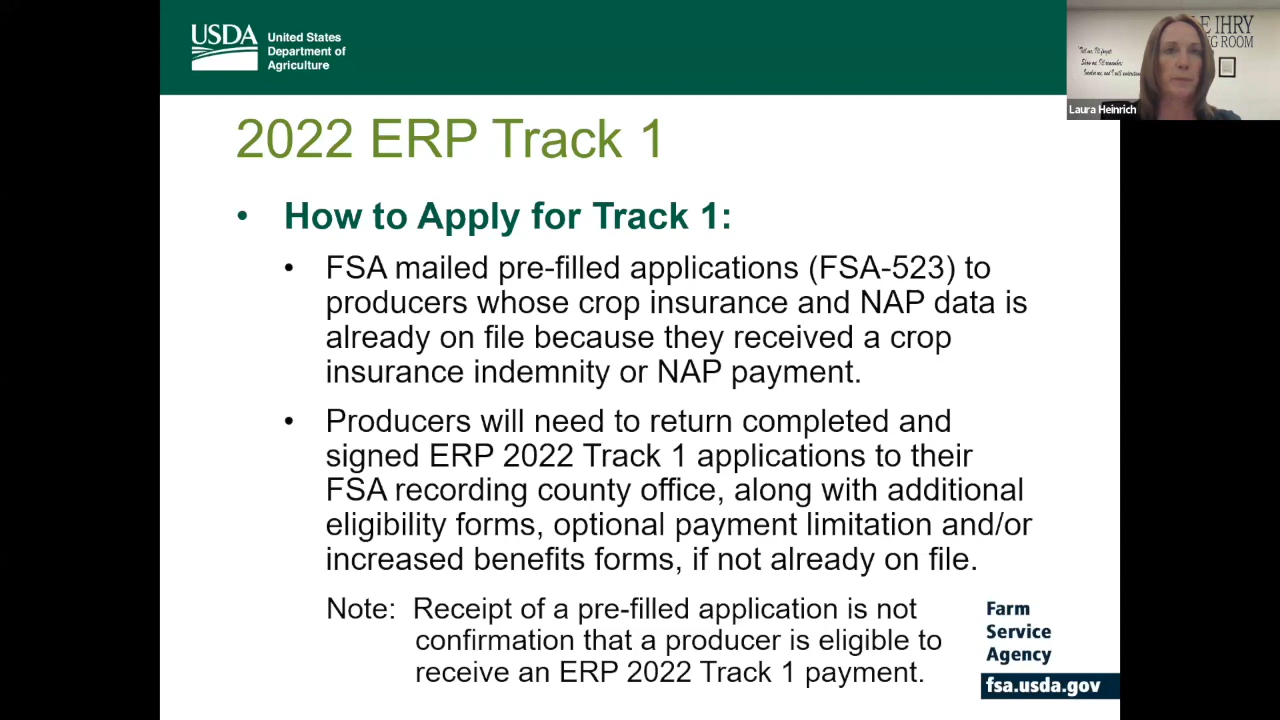 USDA
United States
Department of
Agriculture
E IHRY
G ROOM
Laura Heinrich
2022 ERP Track 1
• How to Apply for Track 1:
• FSA mailed pre-filled applications (FSA-523) to
producers whose crop insurance and NAP data is
already on file because they received a crop
insurance indemnity or NAP payment.
• Producers will need to return completed and
signed ERP 2022 Track 1 applications to their
FSA recording county office, along with additional
eligibility forms, optional payment limitation and/or
increased benefits forms, if not already on file.
Note: Receipt of a pre-filled application is not
confirmation that a producer is eligible to
receive an ERP 2022 Track 1 payment.
Farm
Service
Agency
fsa.usda.gov